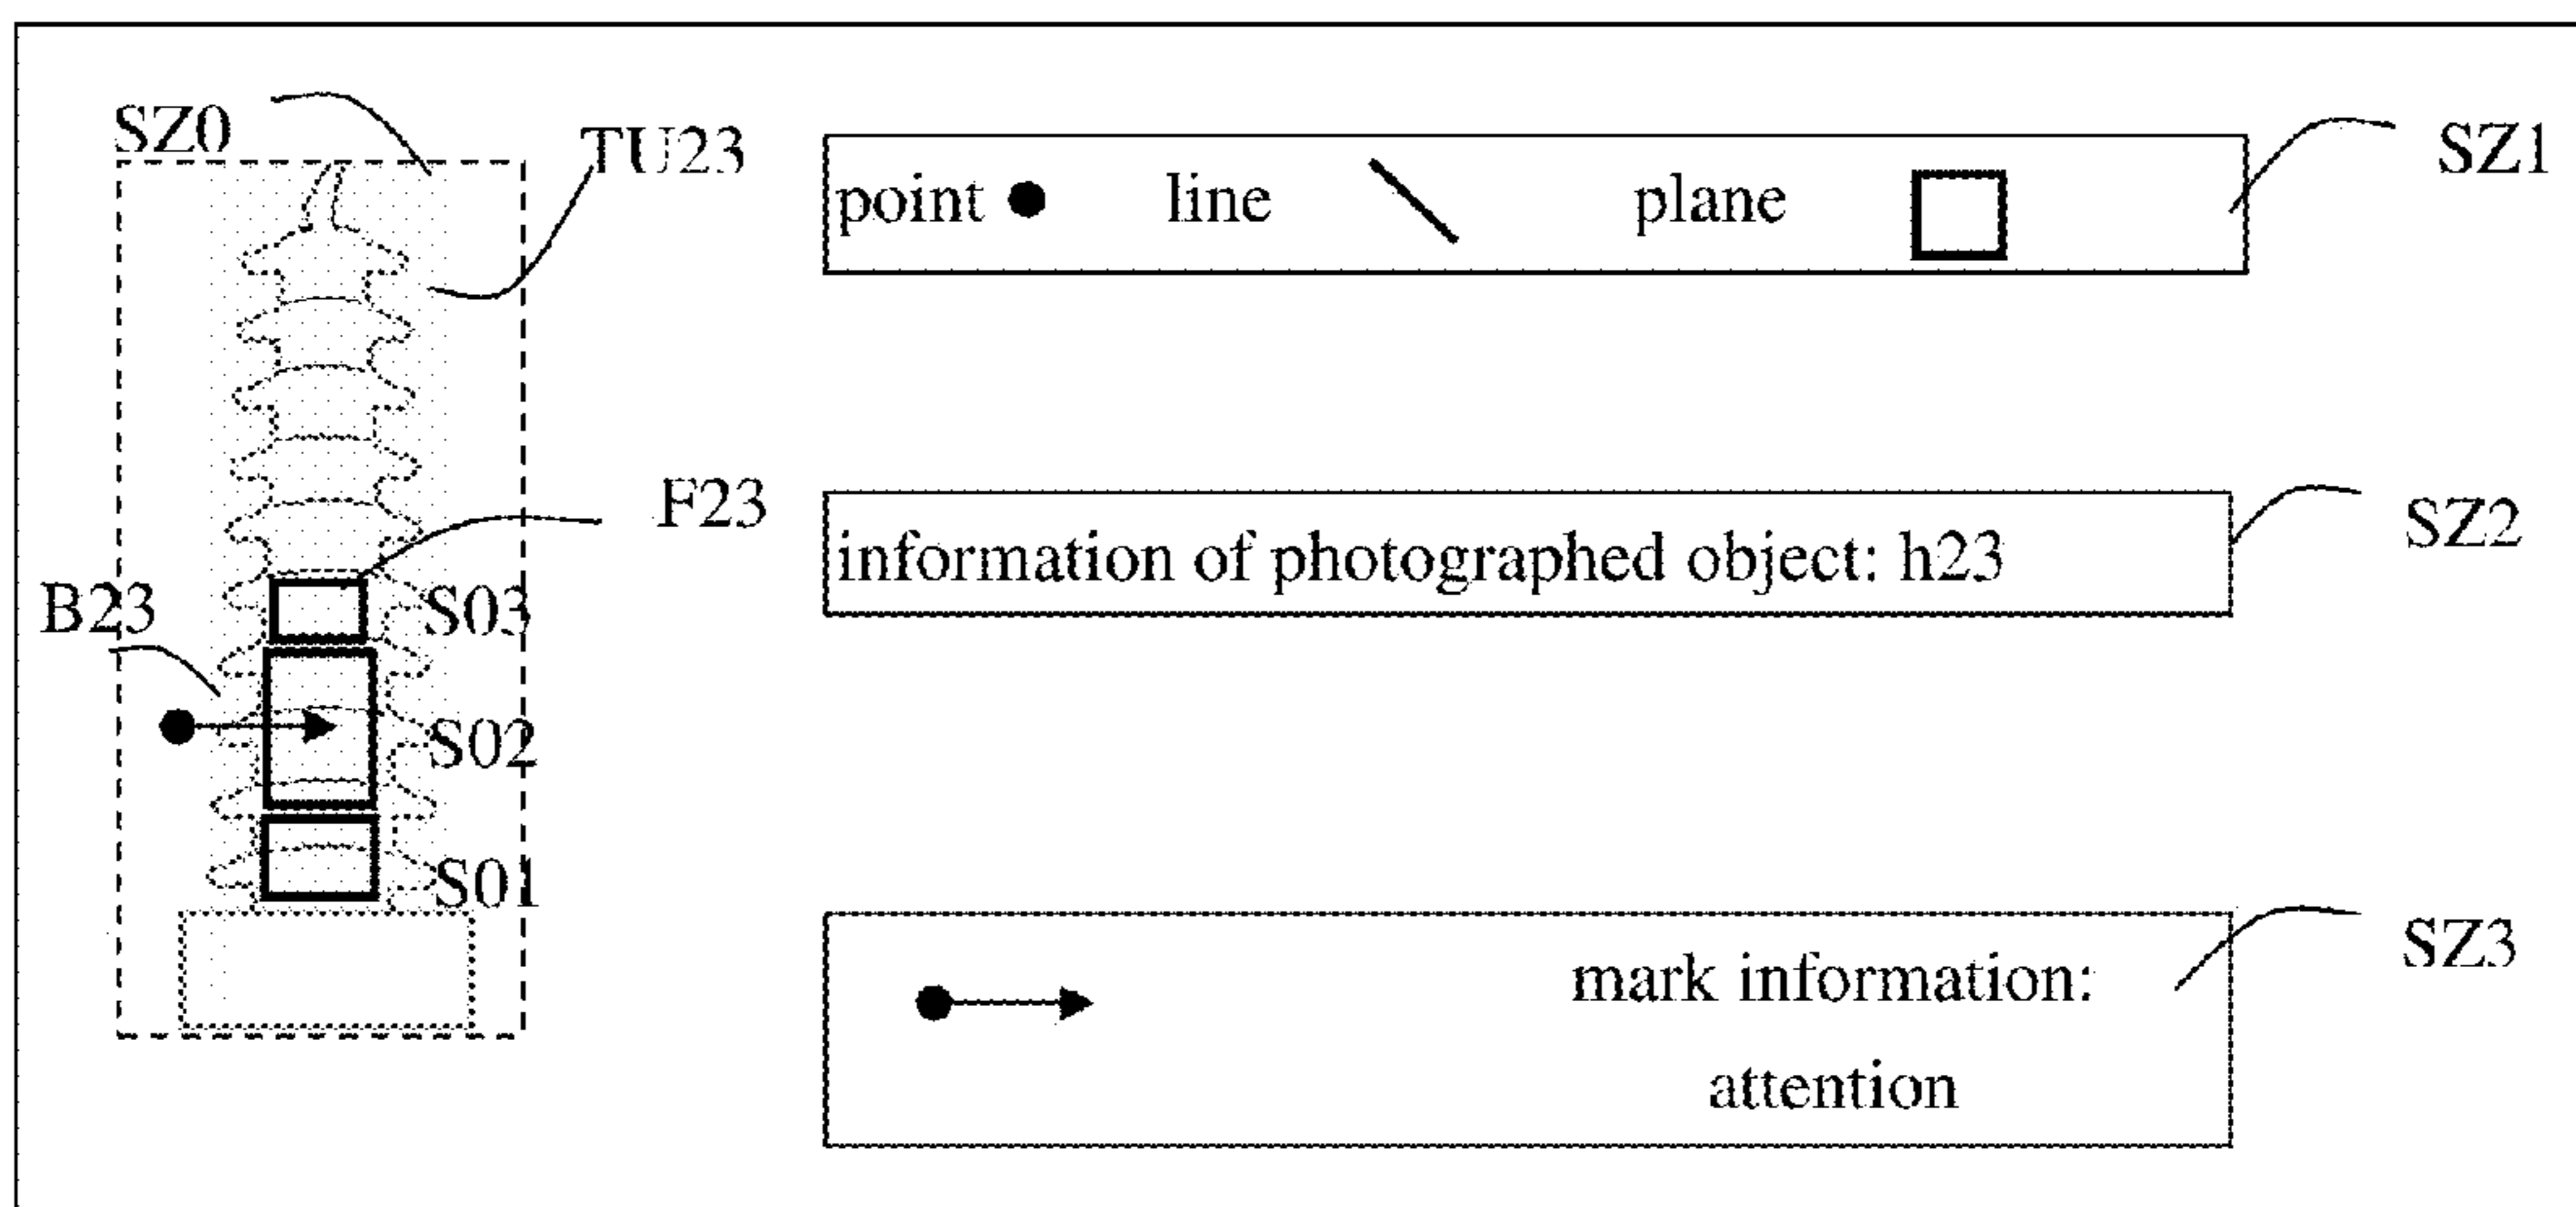 SZ0
TU23
point line plane
SZ1
F23
information of photographed object: h23
SZ2
B23
S03
S02
S01
mark information:
attention
SZ3